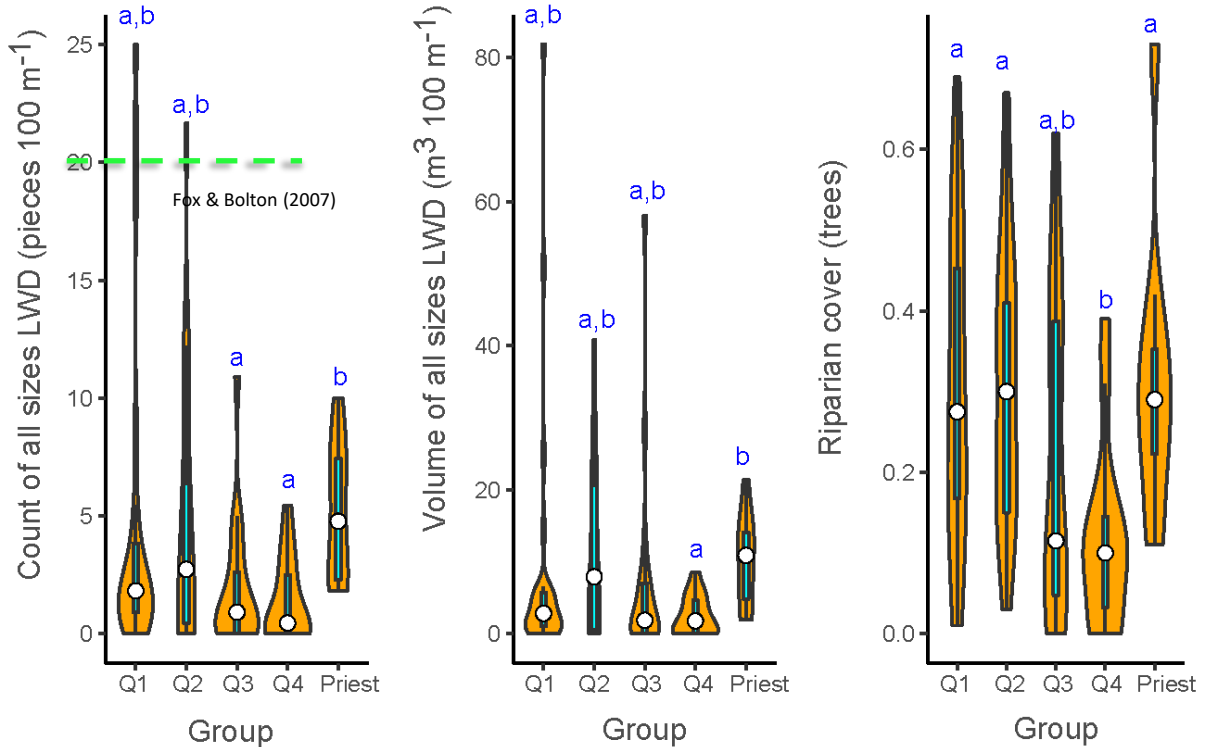 Count of all sizes LWD (pieces 100 m⁻¹)
25
20
15
10
5
0
a,b
a,b
a
a
b
Fox & Bolton (2007)
Q1 Q2 Q3 Q4 Priest
Group
Volume of all sizes LWD (m³ 100 m⁻¹)
80
60
40
20
0
a,b
a,b
a,b
a
b
Q1 Q2 Q3 Q4 Priest
Group
Riparian cover (trees)
0.6
0.4
0.2
0.0
a
a
a,b
b
a
Q1 Q2 Q3 Q4 Priest
Group